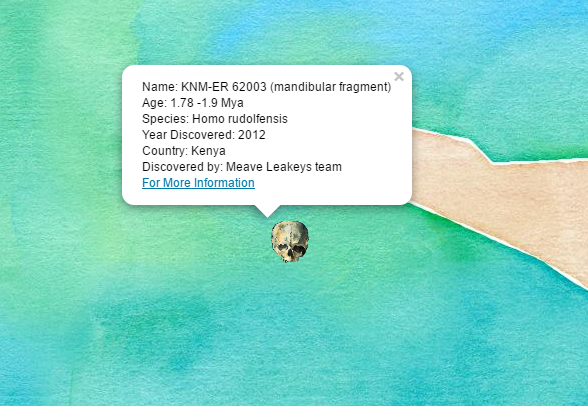 Name: KNM-ER 62003 (mandibular fragment)
Age: 1.78 -1.9 Mya
Species: Homo rudolfensis
Year Discovered: 2012
Country: Kenya
Discovered by: Meave Leakeys team
For More Information